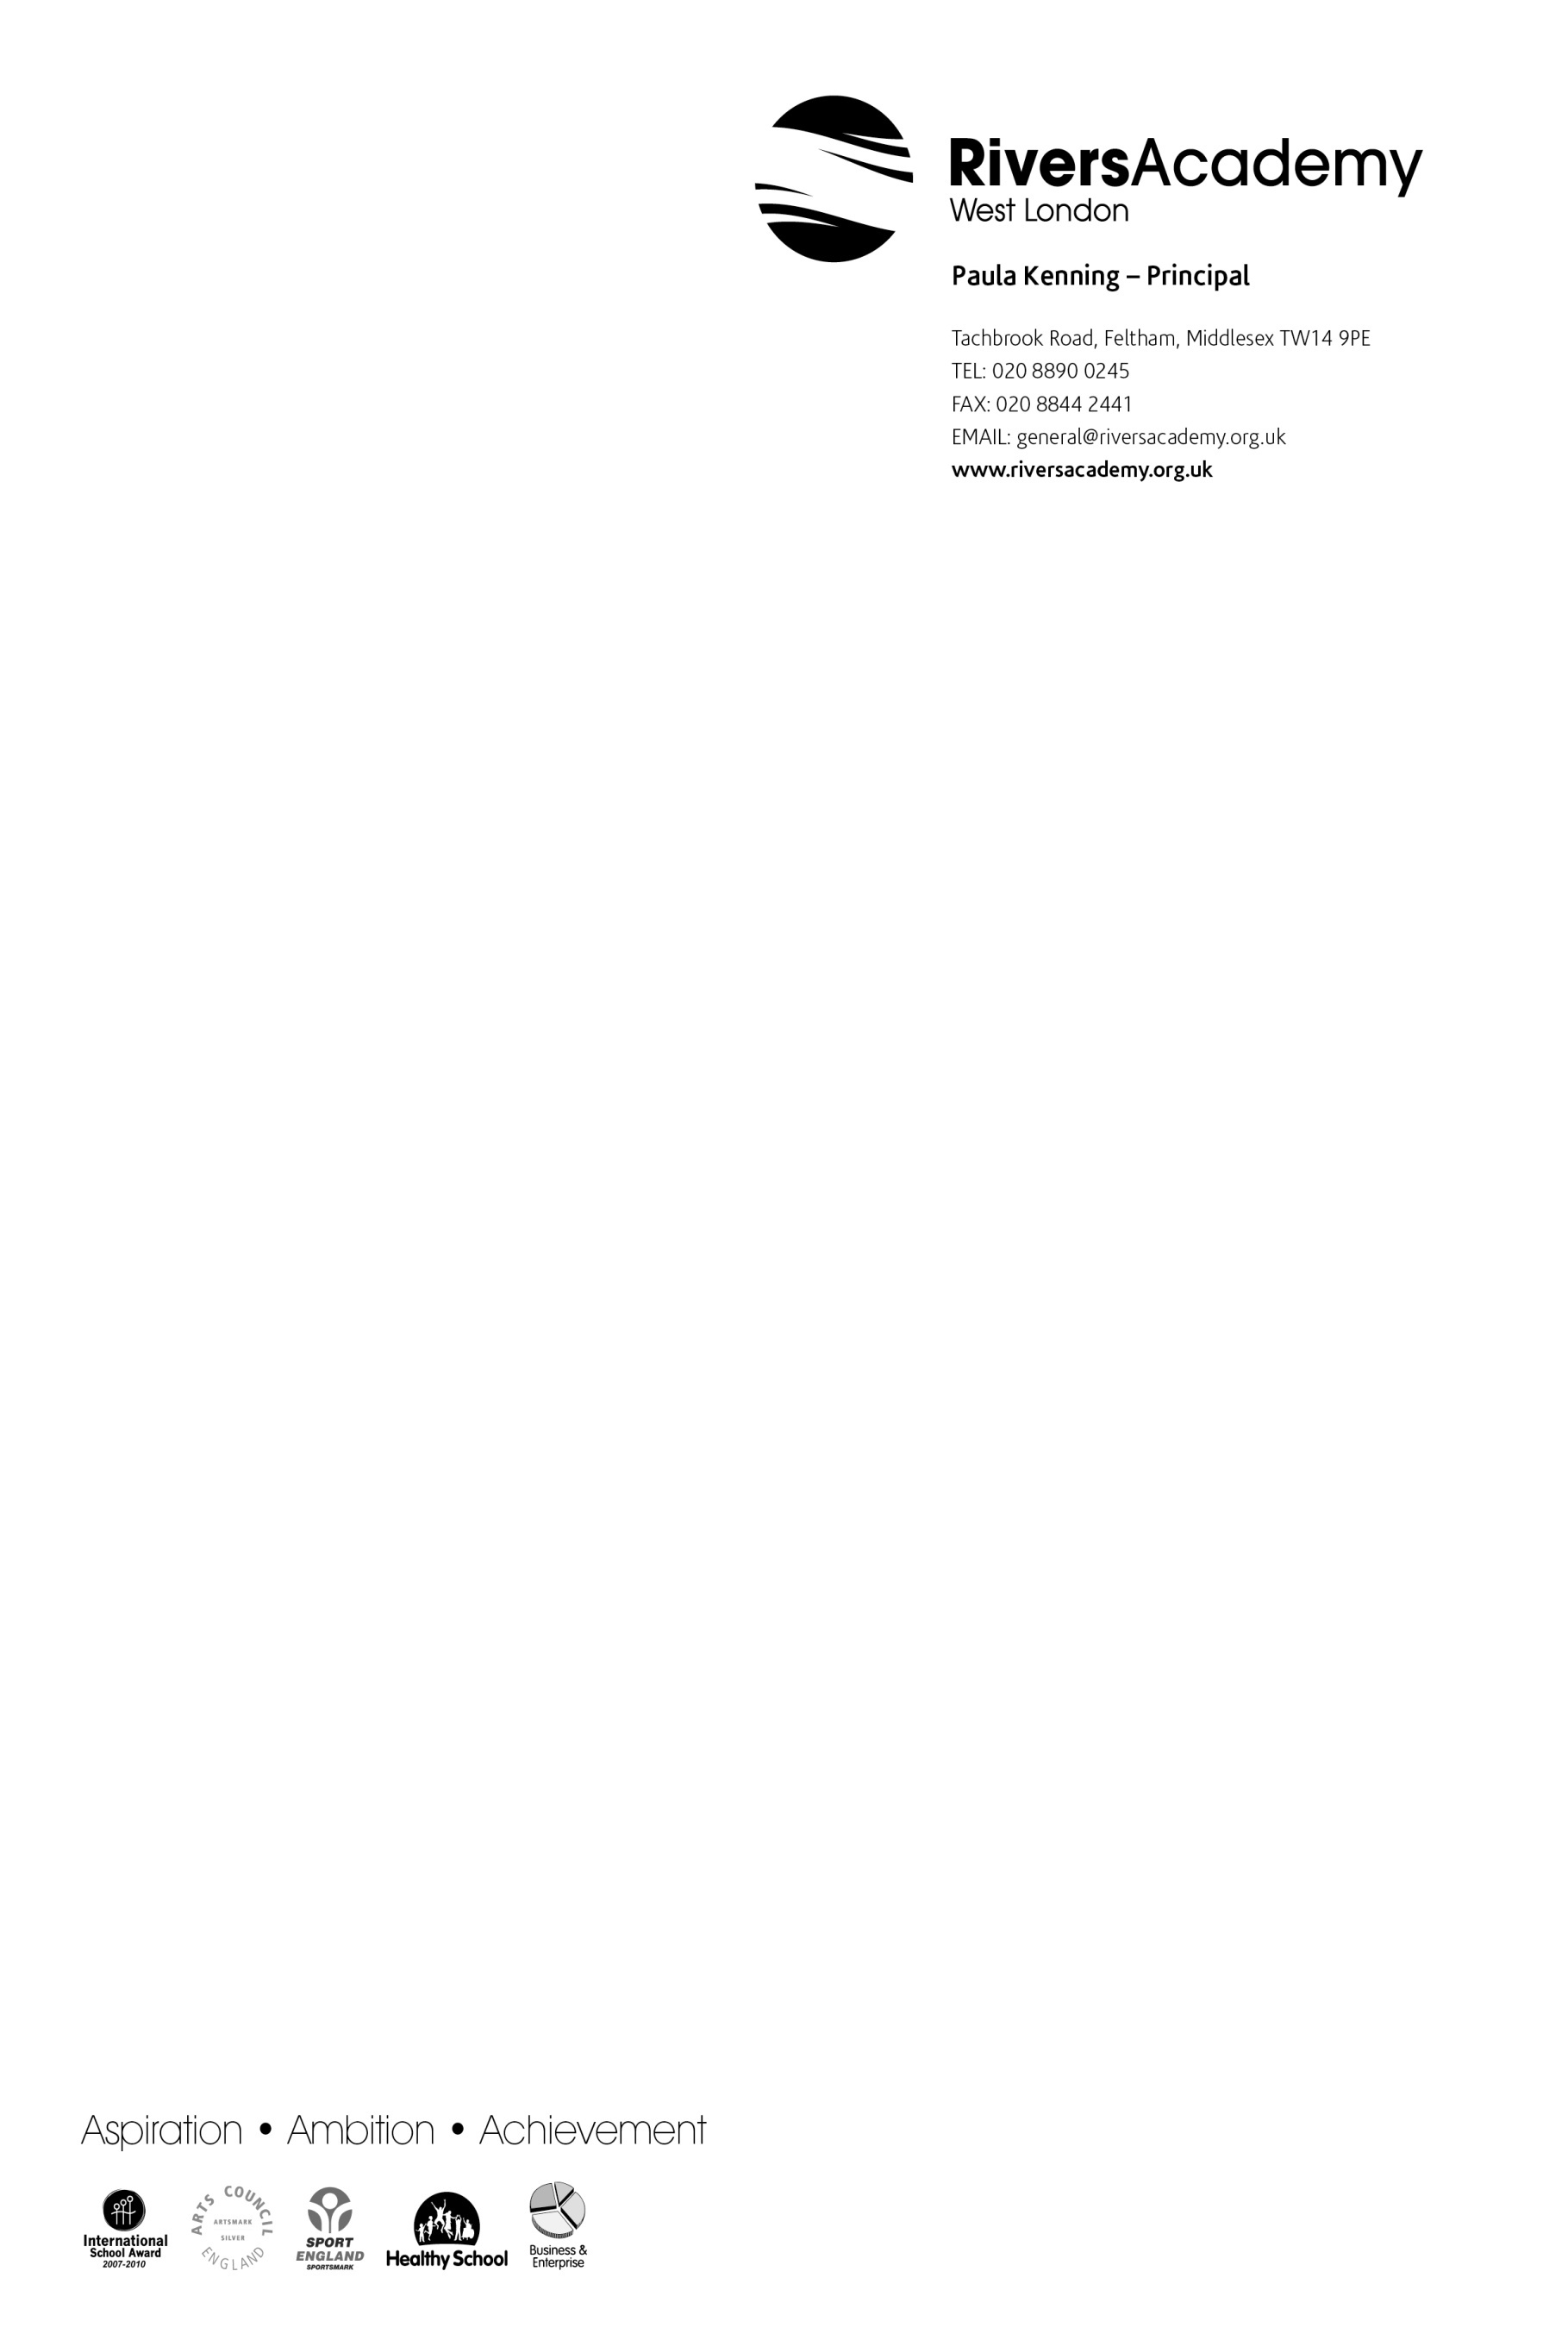 RiversAcademy
West London
Paula Kenning – Principal
Tachbrook Road, Feltham, Middlesex TW14 9PE
TEL: 020 8890 0245
FAX: 020 8844 2441
EMAIL: general@riversacademy.org.uk
www.riversacademy.org.uk
Aspiration • Ambition • Achievement
International
School Award
2007-2010
ARTS COUNCIL
ARTSMARK
SILVER
ENGLAND
SPORT
ENGLAND
SPORTSMARK
Healthy School
Business &
Enterprise